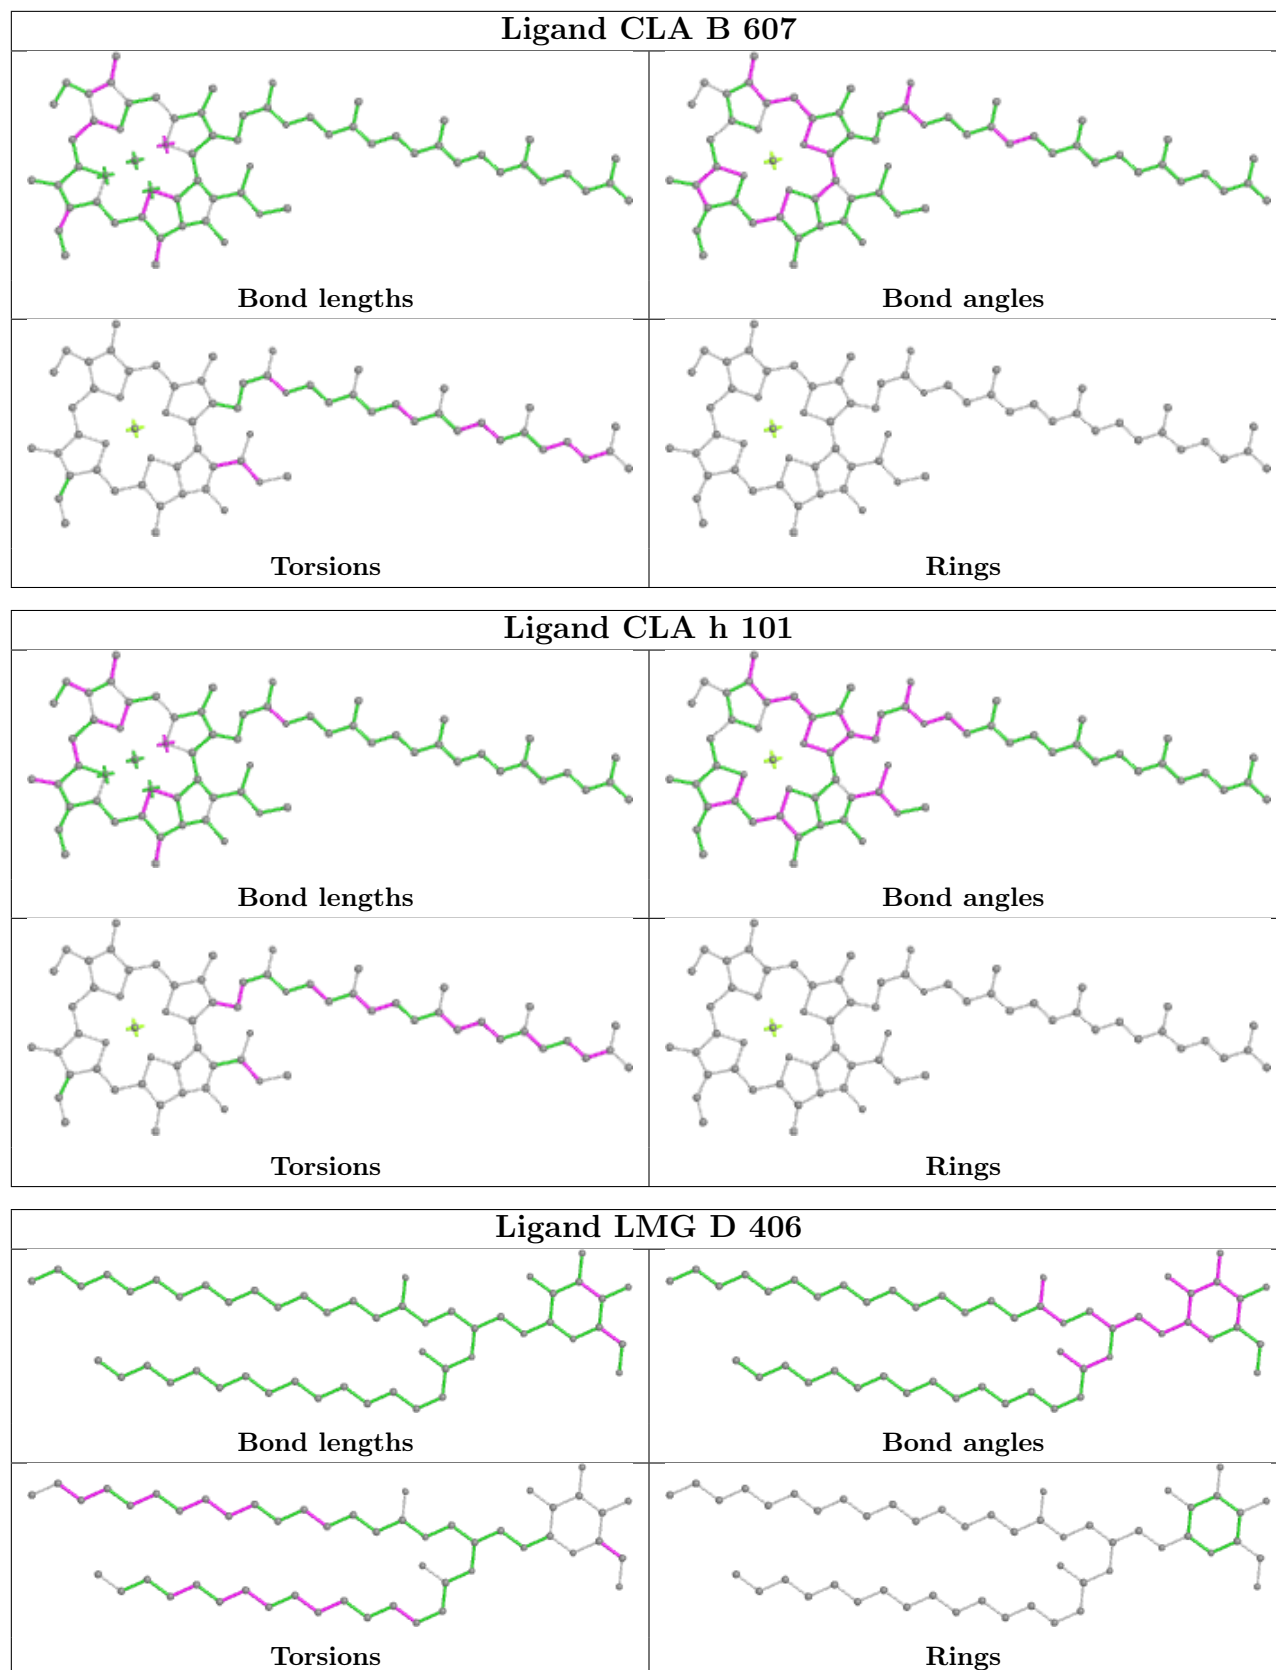 Ligand CLA B 607
Bond lengths
Bond angles
Torsions
Rings
Ligand CLA h 101
Bond lengths
Bond angles
Torsions
Rings
Ligand LMG D 406
Bond lengths
Bond angles
Torsions
Rings